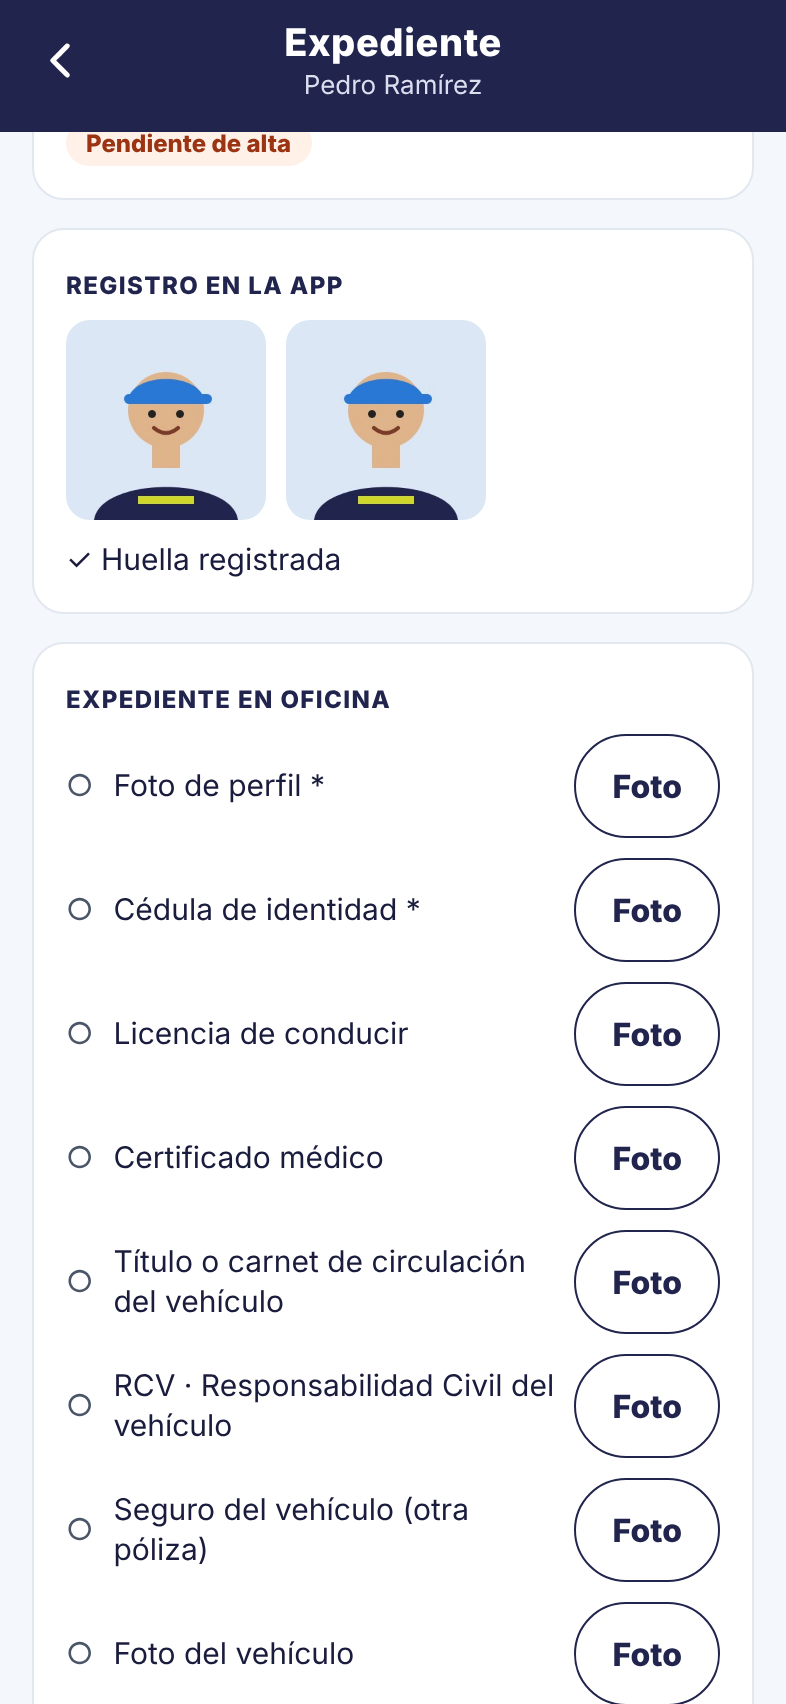 Expediente
Pedro Ramírez
Pendiente de alta
REGISTRO EN LA APP
✓ Huella registrada
EXPEDIENTE EN OFICINA
Foto de perfil *
Foto
Cédula de identidad *
Foto
Licencia de conducir
Foto
Certificado médico
Foto
Título o carnet de circulación
del vehículo
Foto
RCV · Responsabilidad Civil del
vehículo
Foto
Seguro del vehículo (otra
póliza)
Foto
Foto del vehículo
Foto